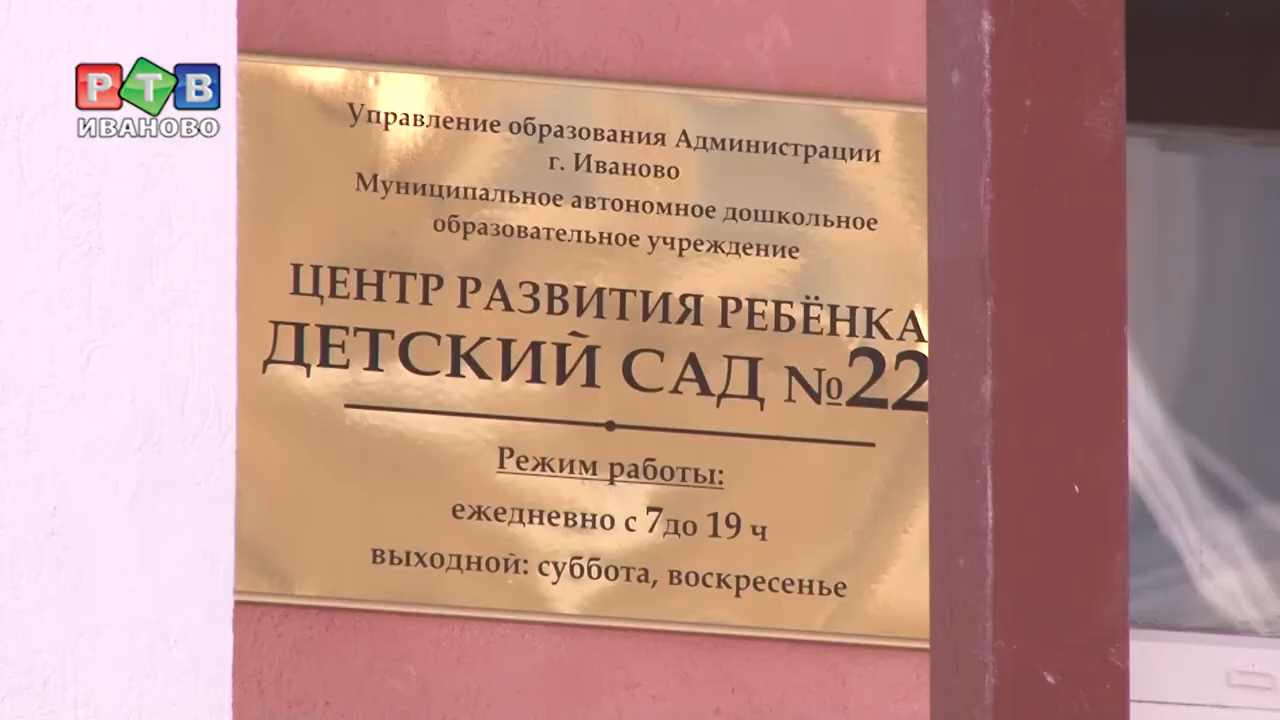 РТВ
ИВАНОВО
Управление образования Администрации
г. Иваново
Муниципальное автономное дошкольное
образовательное учреждение
ЦЕНТР РАЗВИТИЯ РЕБЁНКА
ДЕТСКИЙ САД №22
Режим работы:
ежедневно с 7до 19 ч
выходной: суббота, воскресенье